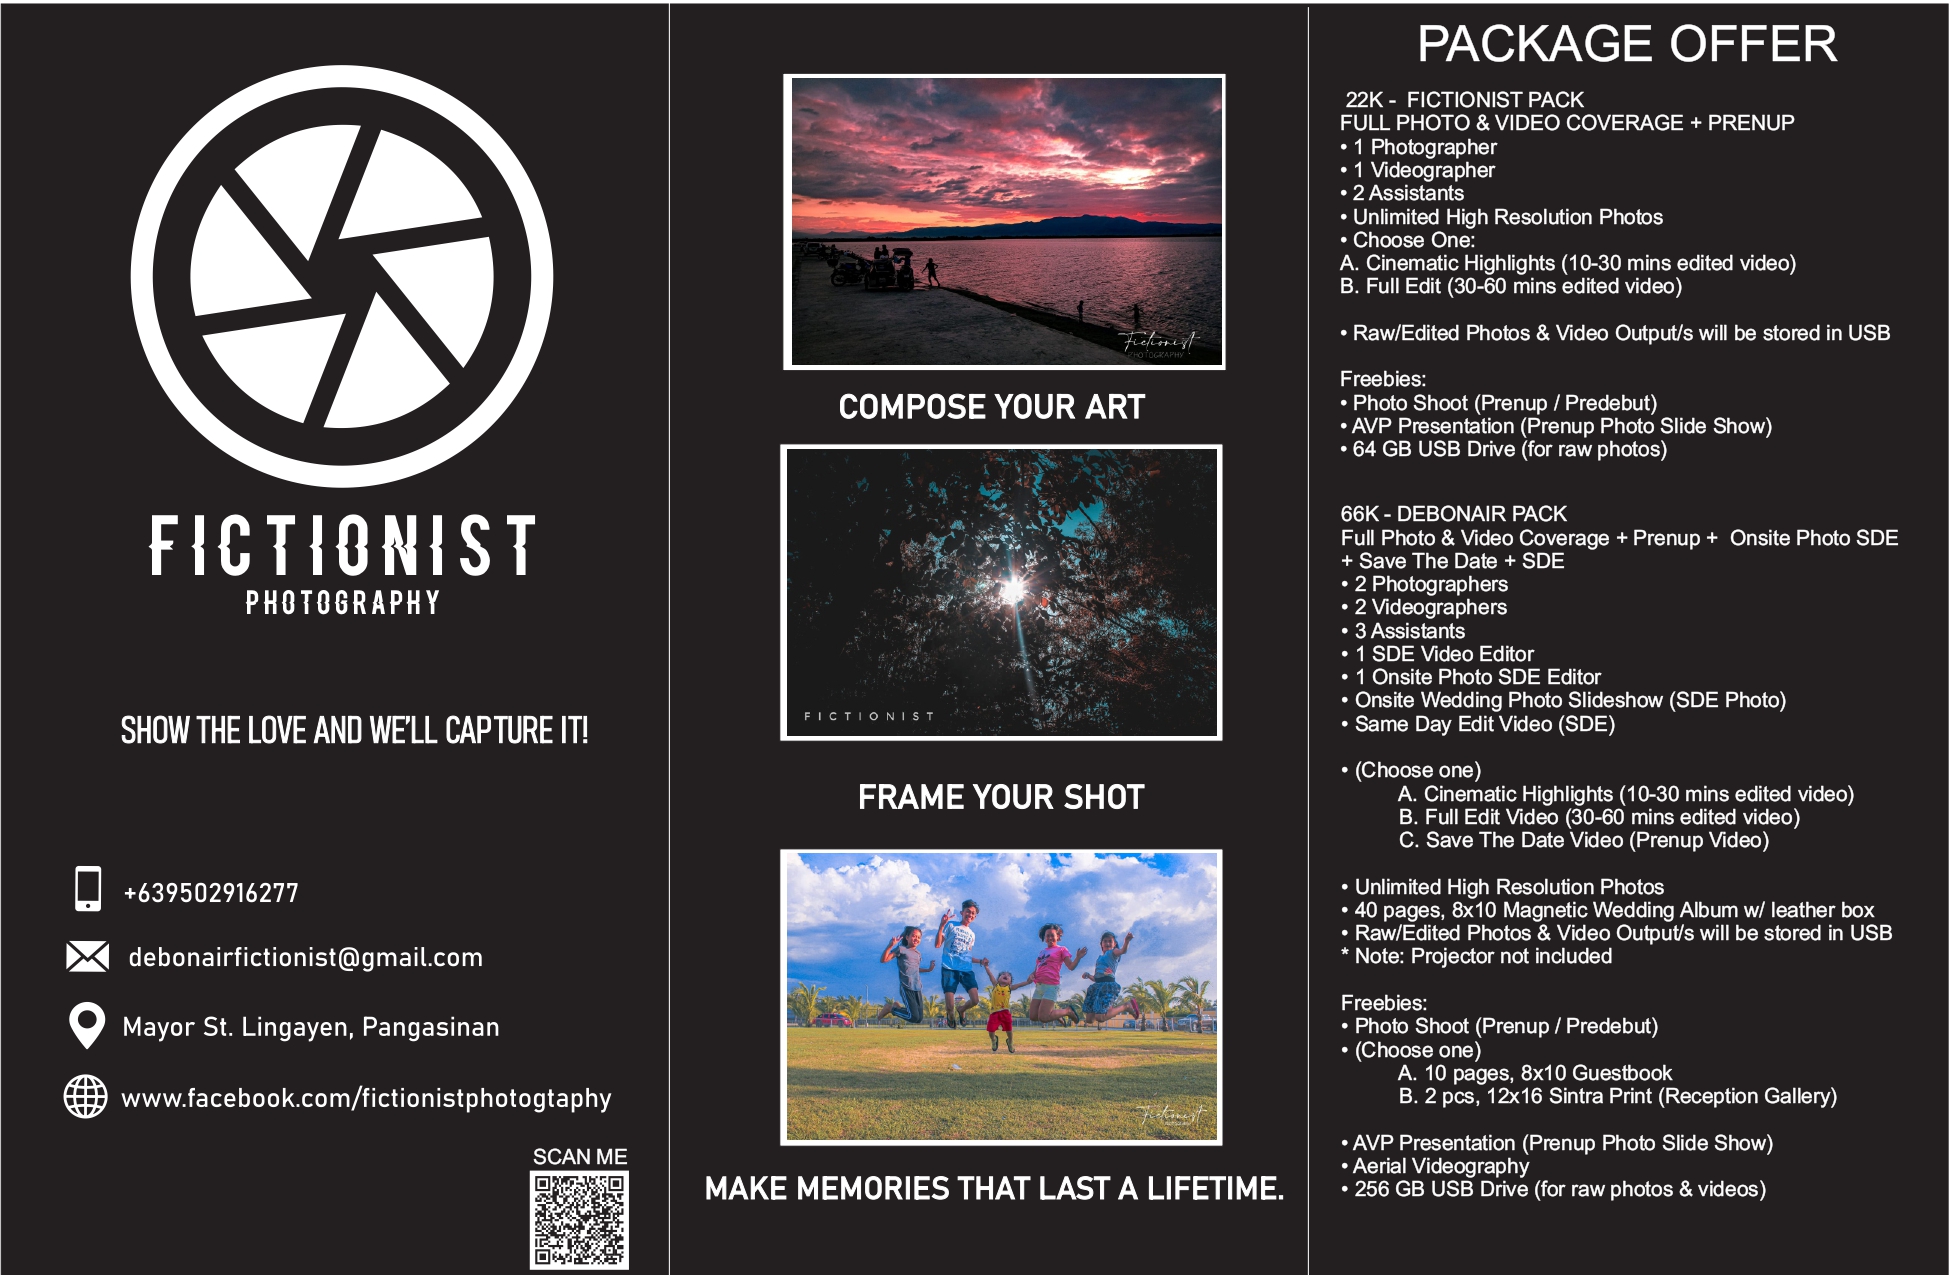 FICTIONIST
PHOTOGRAPHY
SHOW THE LOVE AND WE'LL CAPTURE IT!
+639502916277
debonairfictionist@gmail.com
Mayor St. Lingayen, Pangasinan
www.facebook.com/fictionistphotogtaphy
SCAN ME
Fictionist
PHOTOGRAPHY
COMPOSE YOUR ART
FICTIONIST
FRAME YOUR SHOT
Fictionist
MAKE MEMORIES THAT LAST A LIFETIME.
PACKAGE OFFER
22K - FICTIONIST PACK
FULL PHOTO & VIDEO COVERAGE + PRENUP
• 1 Photographer
• 1 Videographer
• 2 Assistants
• Unlimited High Resolution Photos
• Choose One:
A. Cinematic Highlights (10-30 mins edited video)
B. Full Edit (30-60 mins edited video)
• Raw/Edited Photos & Video Output/s will be stored in USB
Freebies:
• Photo Shoot (Prenup / Predebut)
• AVP Presentation (Prenup Photo Slide Show)
• 64 GB USB Drive (for raw photos)
66K - DEBONAIR PACK
Full Photo & Video Coverage + Prenup + Onsite Photo SDE
+ Save The Date + SDE
• 2 Photographers
• 2 Videographers
• 3 Assistants
• 1 SDE Video Editor
• 1 Onsite Photo SDE Editor
• Onsite Wedding Photo Slideshow (SDE Photo)
• Same Day Edit Video (SDE)
• (Choose one)
A. Cinematic Highlights (10-30 mins edited video)
B. Full Edit Video (30-60 mins edited video)
C. Save The Date Video (Prenup Video)
• Unlimited High Resolution Photos
• 40 pages, 8x10 Magnetic Wedding Album w/ leather box
• Raw/Edited Photos & Video Output/s will be stored in USB
* Note: Projector not included
Freebies:
• Photo Shoot (Prenup / Predebut)
• (Choose one)
A. 10 pages, 8x10 Guestbook
B. 2 pcs, 12x16 Sintra Print (Reception Gallery)
• AVP Presentation (Prenup Photo Slide Show)
• Aerial Videography
• 256 GB USB Drive (for raw photos & videos)